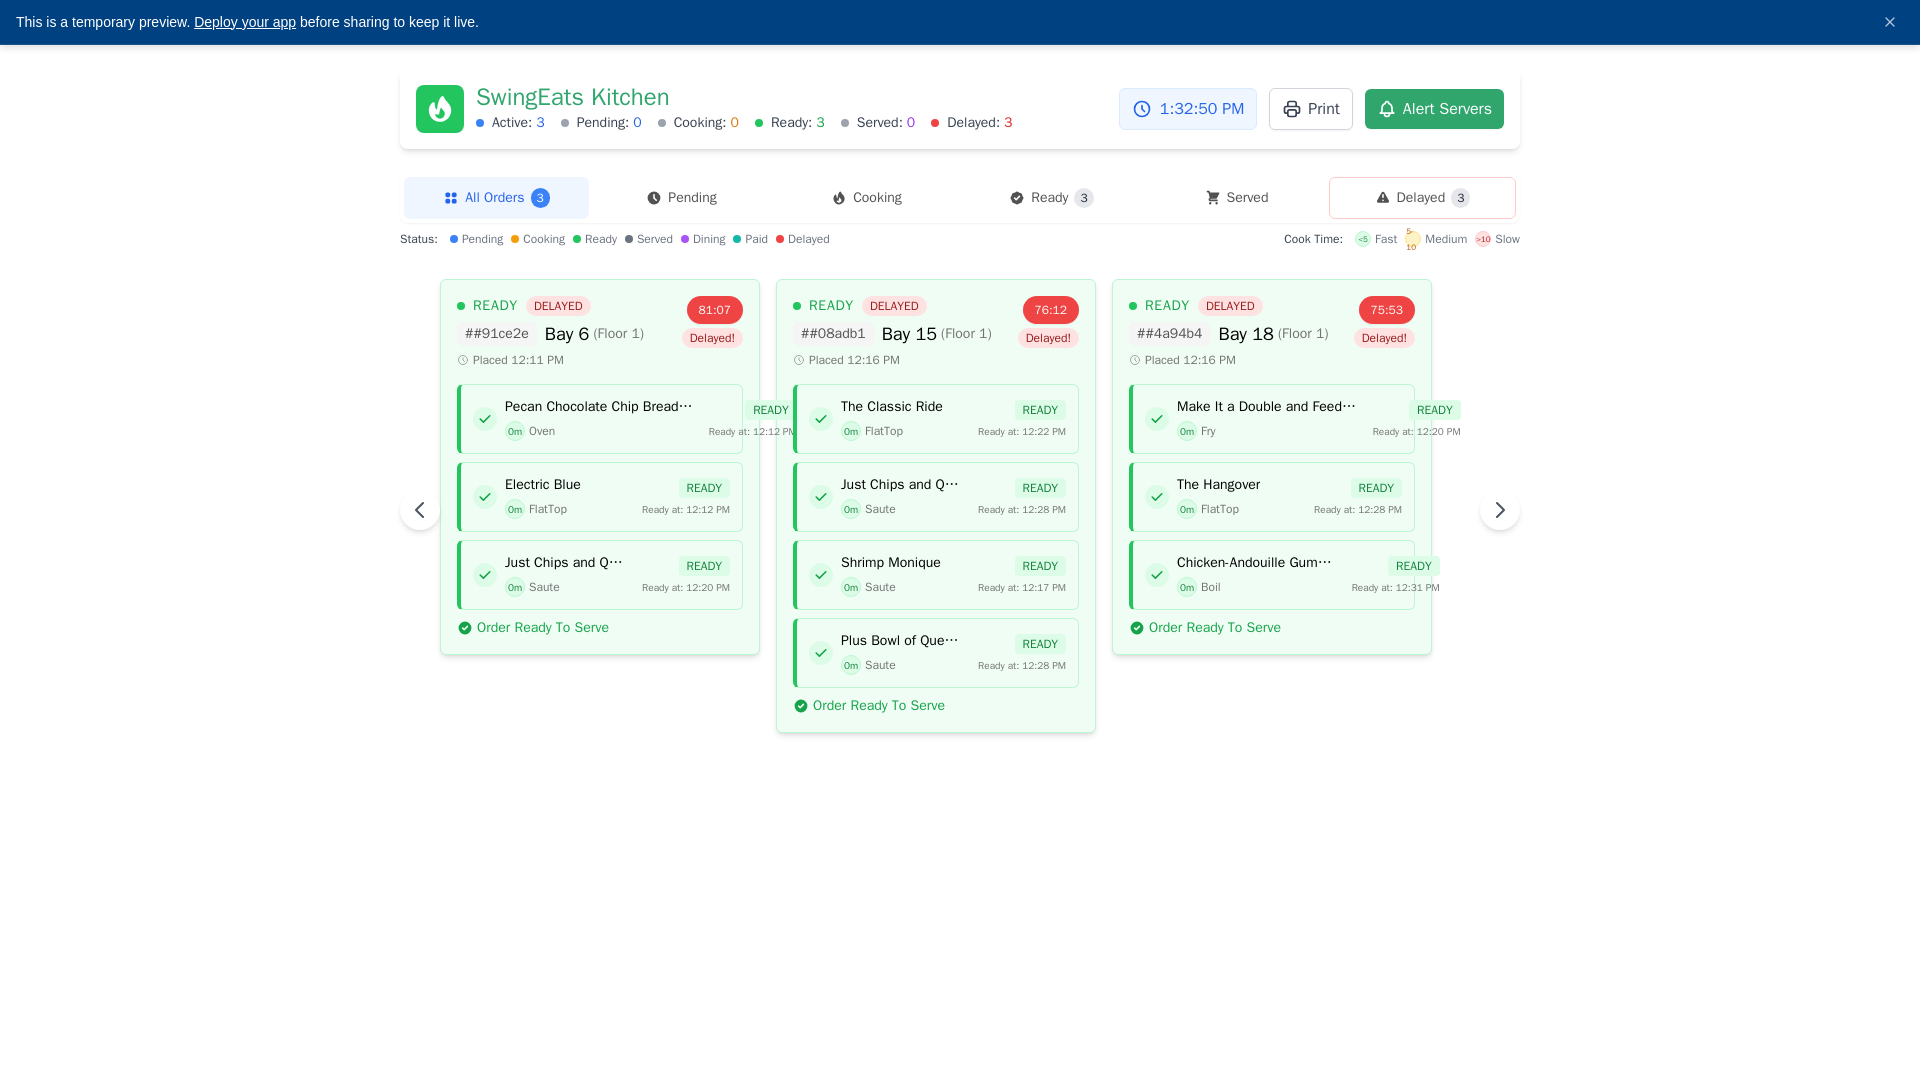 This is a temporary preview. Deploy your app before sharing to keep it live.
SwingEats Kitchen
Active: 3 Pending: 0 Cooking: 0 Ready: 3 Served: 0 Delayed: 3
1:32:50 PM
Print
Alert Servers
All Orders 3
Pending
Cooking
Ready 3
Served
Delayed 3
Status: Pending Cooking Ready Served Dining Paid Delayed
Cook Time: <5 Fast 5-10 Medium >10 Slow
READY DELAYED 81:07
##91ce2e Bay 6 (Floor 1) Delayed!
Placed 12:11 PM
Pecan Chocolate Chip Bread… READY
0m Oven Ready at: 12:12 PM
Electric Blue READY
0m FlatTop Ready at: 12:12 PM
Just Chips and Q… READY
0m Saute Ready at: 12:20 PM
Order Ready To Serve
READY DELAYED 76:12
##08adb1 Bay 15 (Floor 1) Delayed!
Placed 12:16 PM
The Classic Ride READY
0m FlatTop Ready at: 12:22 PM
Just Chips and Q… READY
0m Saute Ready at: 12:28 PM
Shrimp Monique READY
0m Saute Ready at: 12:17 PM
Plus Bowl of Que… READY
0m Saute Ready at: 12:28 PM
Order Ready To Serve
READY DELAYED 75:53
##4a94b4 Bay 18 (Floor 1) Delayed!
Placed 12:16 PM
Make It a Double and Feed… READY
0m Fry Ready at: 12:20 PM
The Hangover READY
0m FlatTop Ready at: 12:28 PM
Chicken-Andouille Gum… READY
0m Boil Ready at: 12:31 PM
Order Ready To Serve